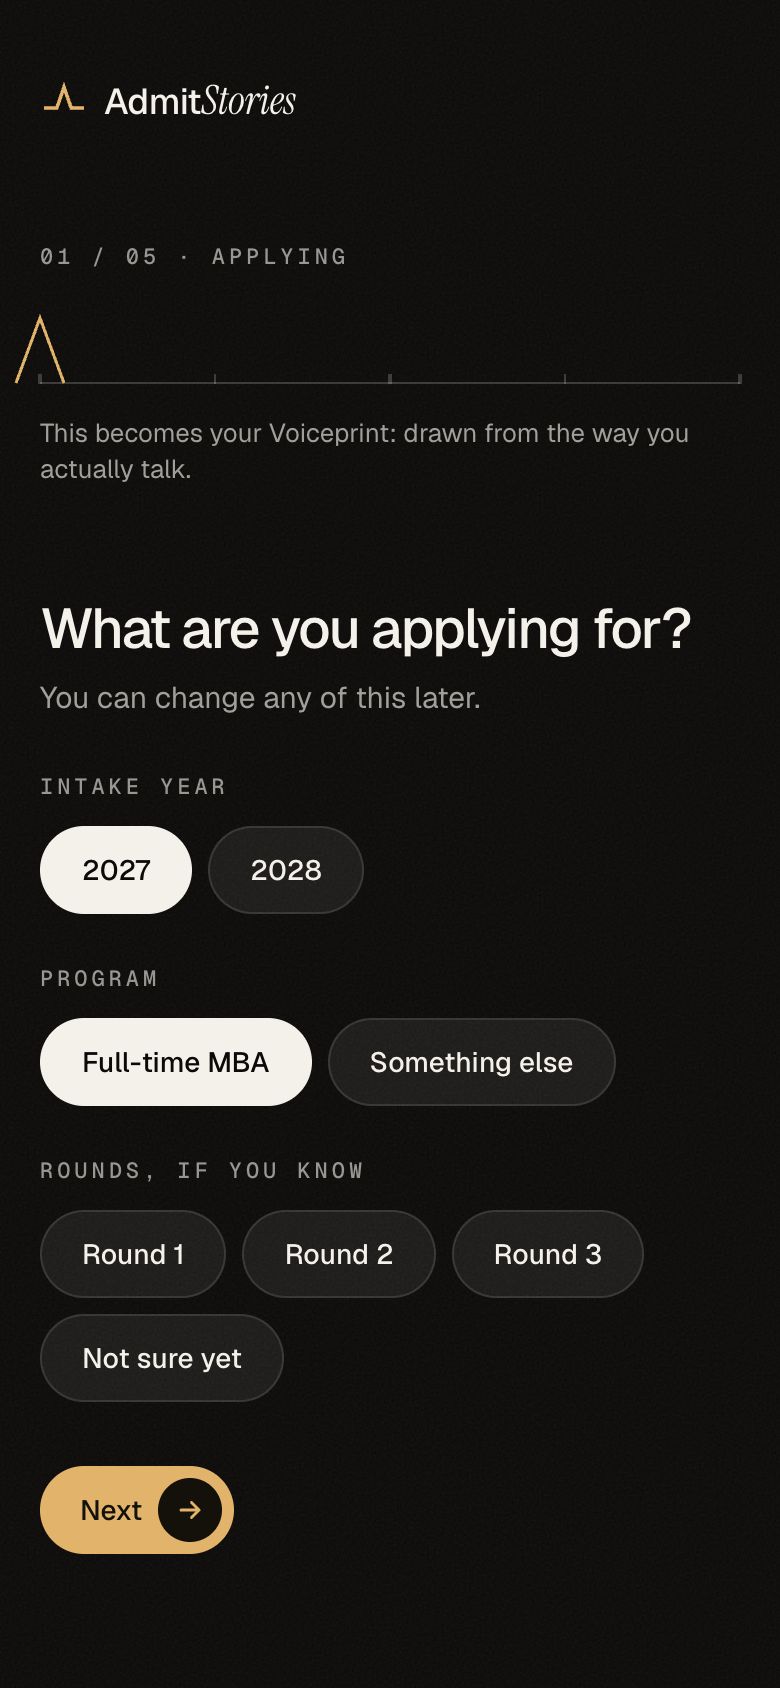 AdmitStories
01 / 05 · APPLYING
This becomes your Voiceprint: drawn from the way you
actually talk.
What are you applying for?
You can change any of this later.
INTAKE YEAR
2027 2028
PROGRAM
Full-time MBA Something else
ROUNDS, IF YOU KNOW
Round 1 Round 2 Round 3
Not sure yet
Next →